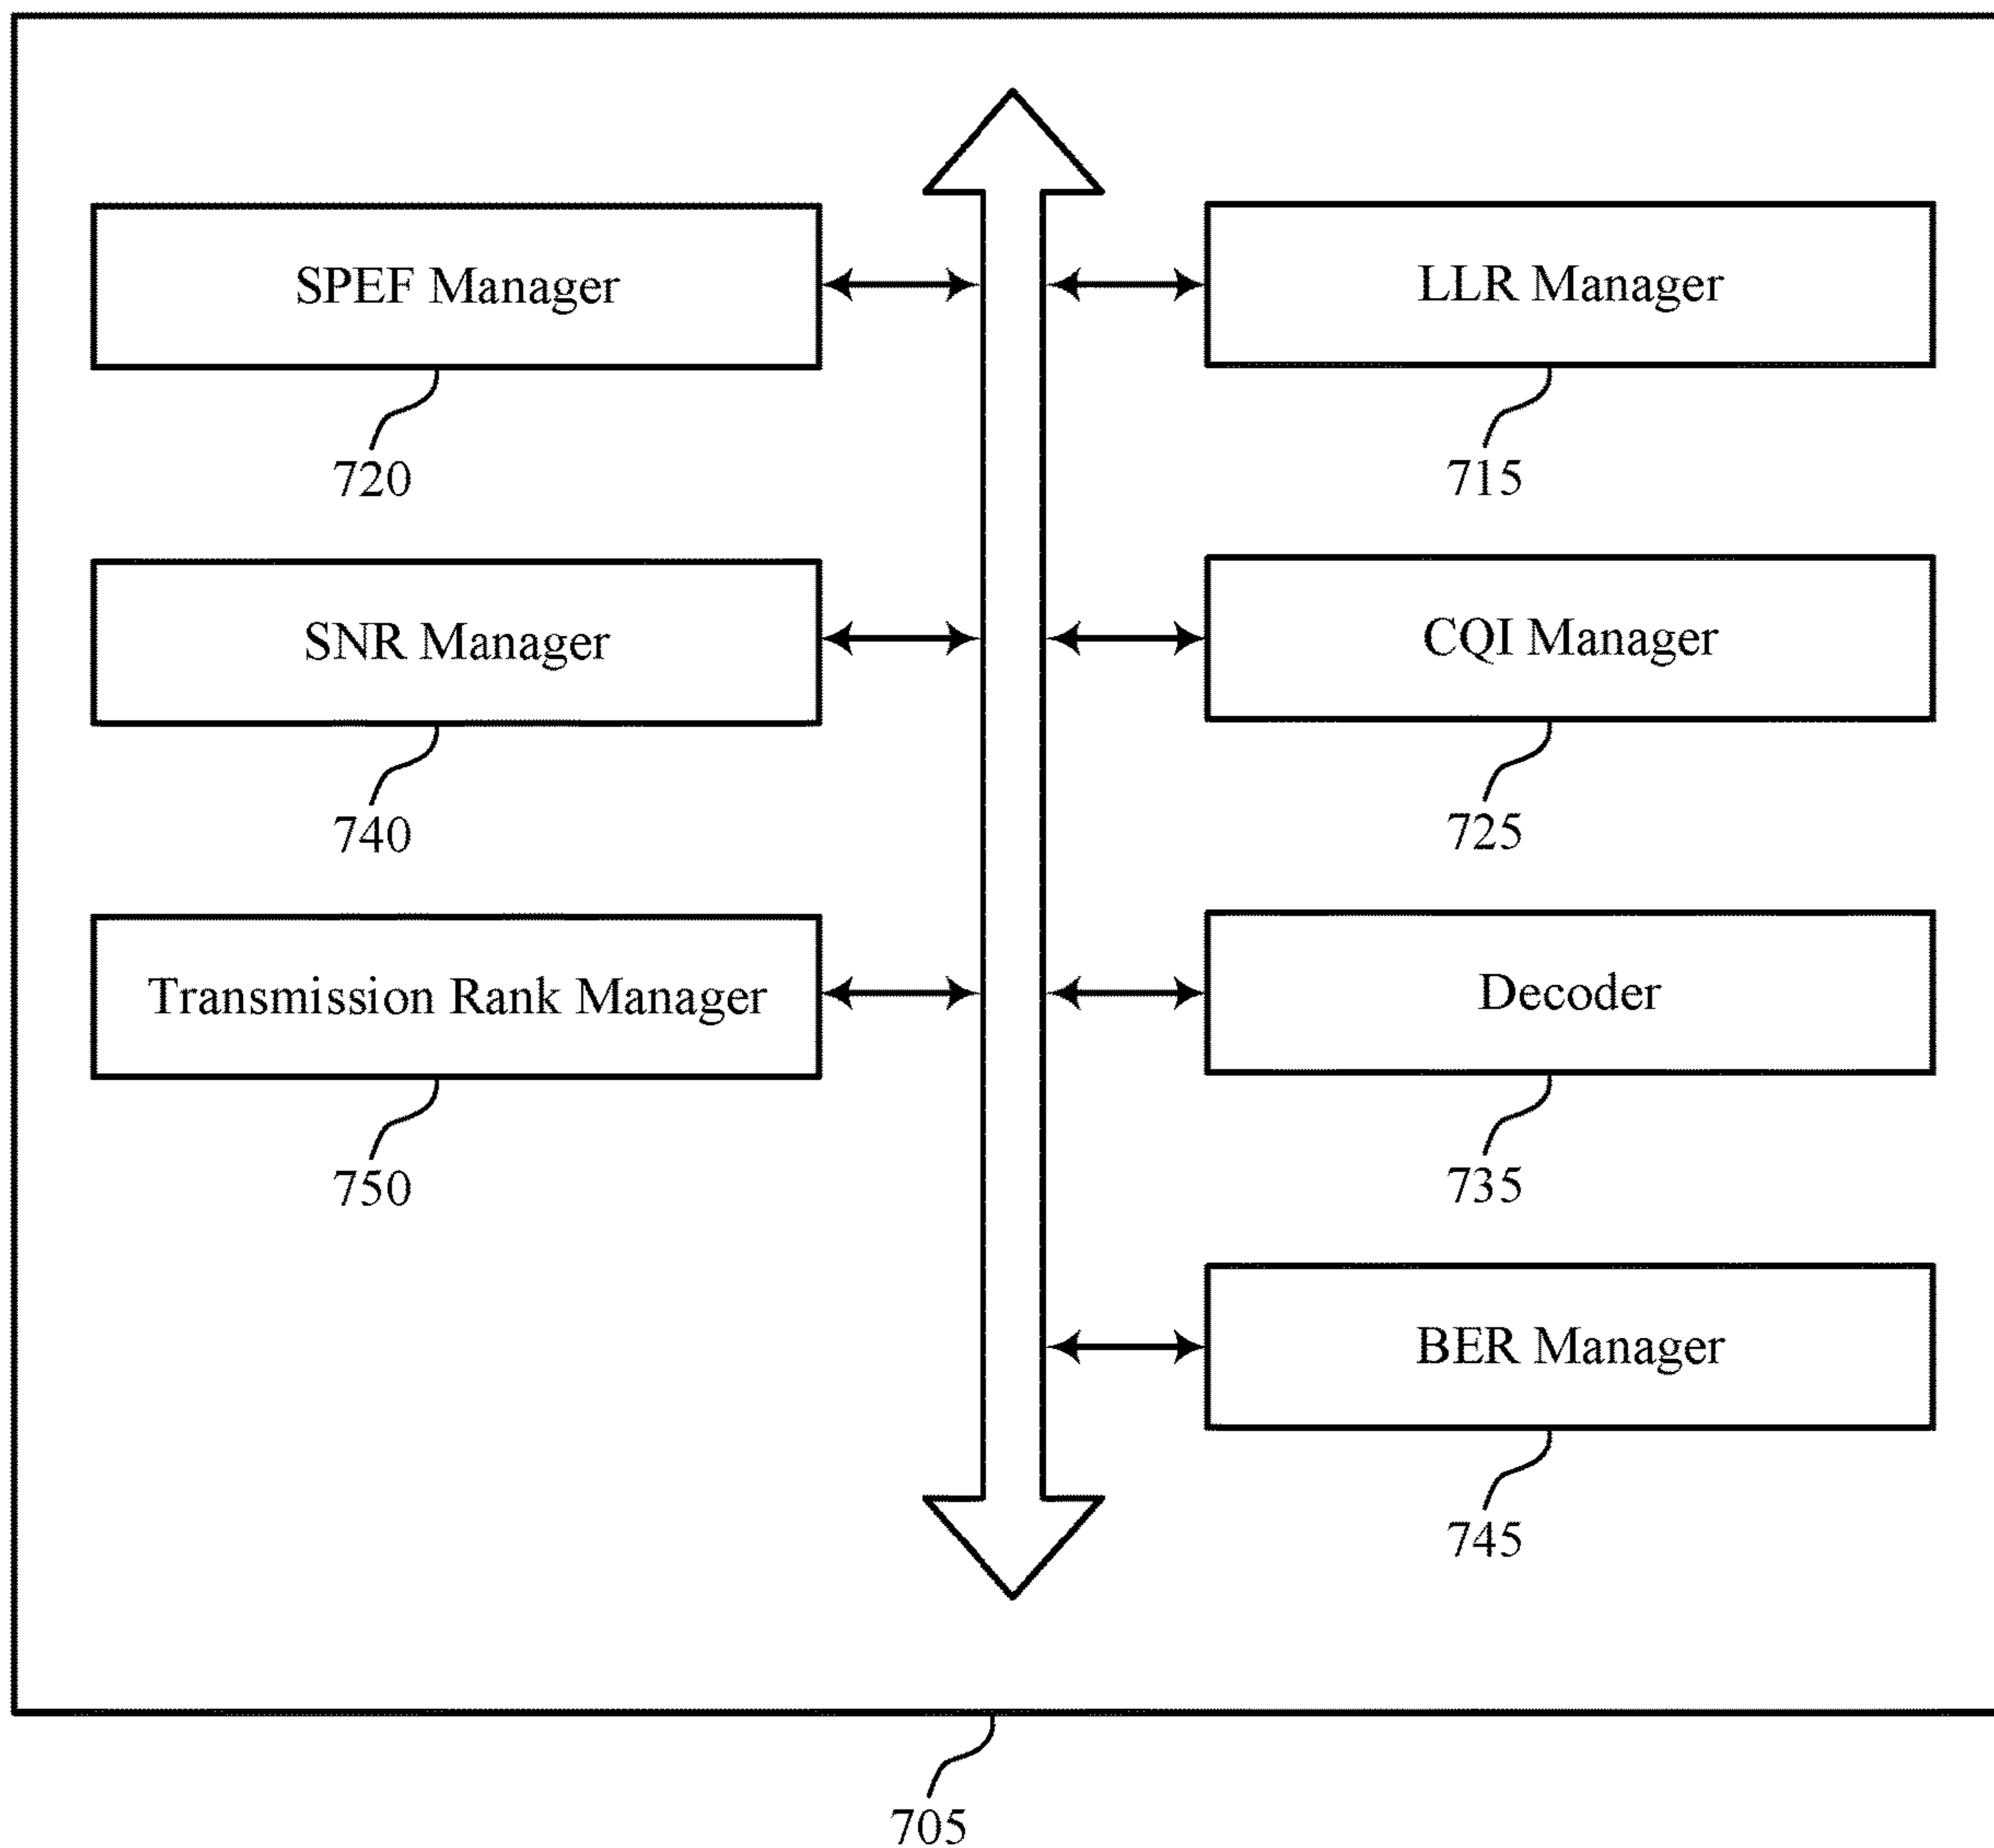 SPEF Manager
720
LLR Manager
715
SNR Manager
740
CQI Manager
725
Transmission Rank Manager
750
Decoder
735
BER Manager
745
705